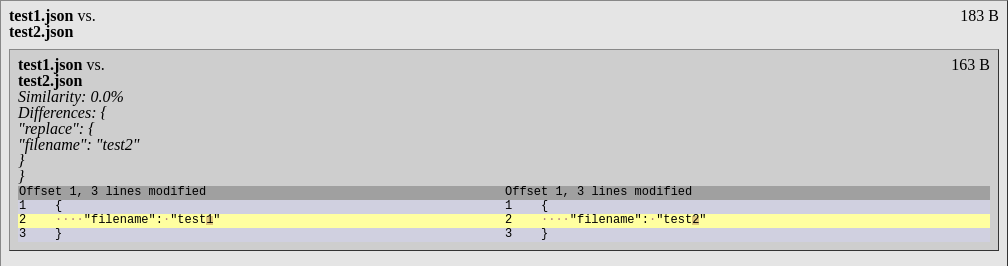 test1.json vs. 183 B
test2.json
test1.json vs. 163 B
test2.json
Similarity: 0.0%
Differences: {
"replace": {
"filename": "test2"
}
}
Offset 1, 3 lines modified Offset 1, 3 lines modified
1 { 1 {
2 ····"filename":·"test1" 2 ····"filename":·"test2"
3 } 3 }